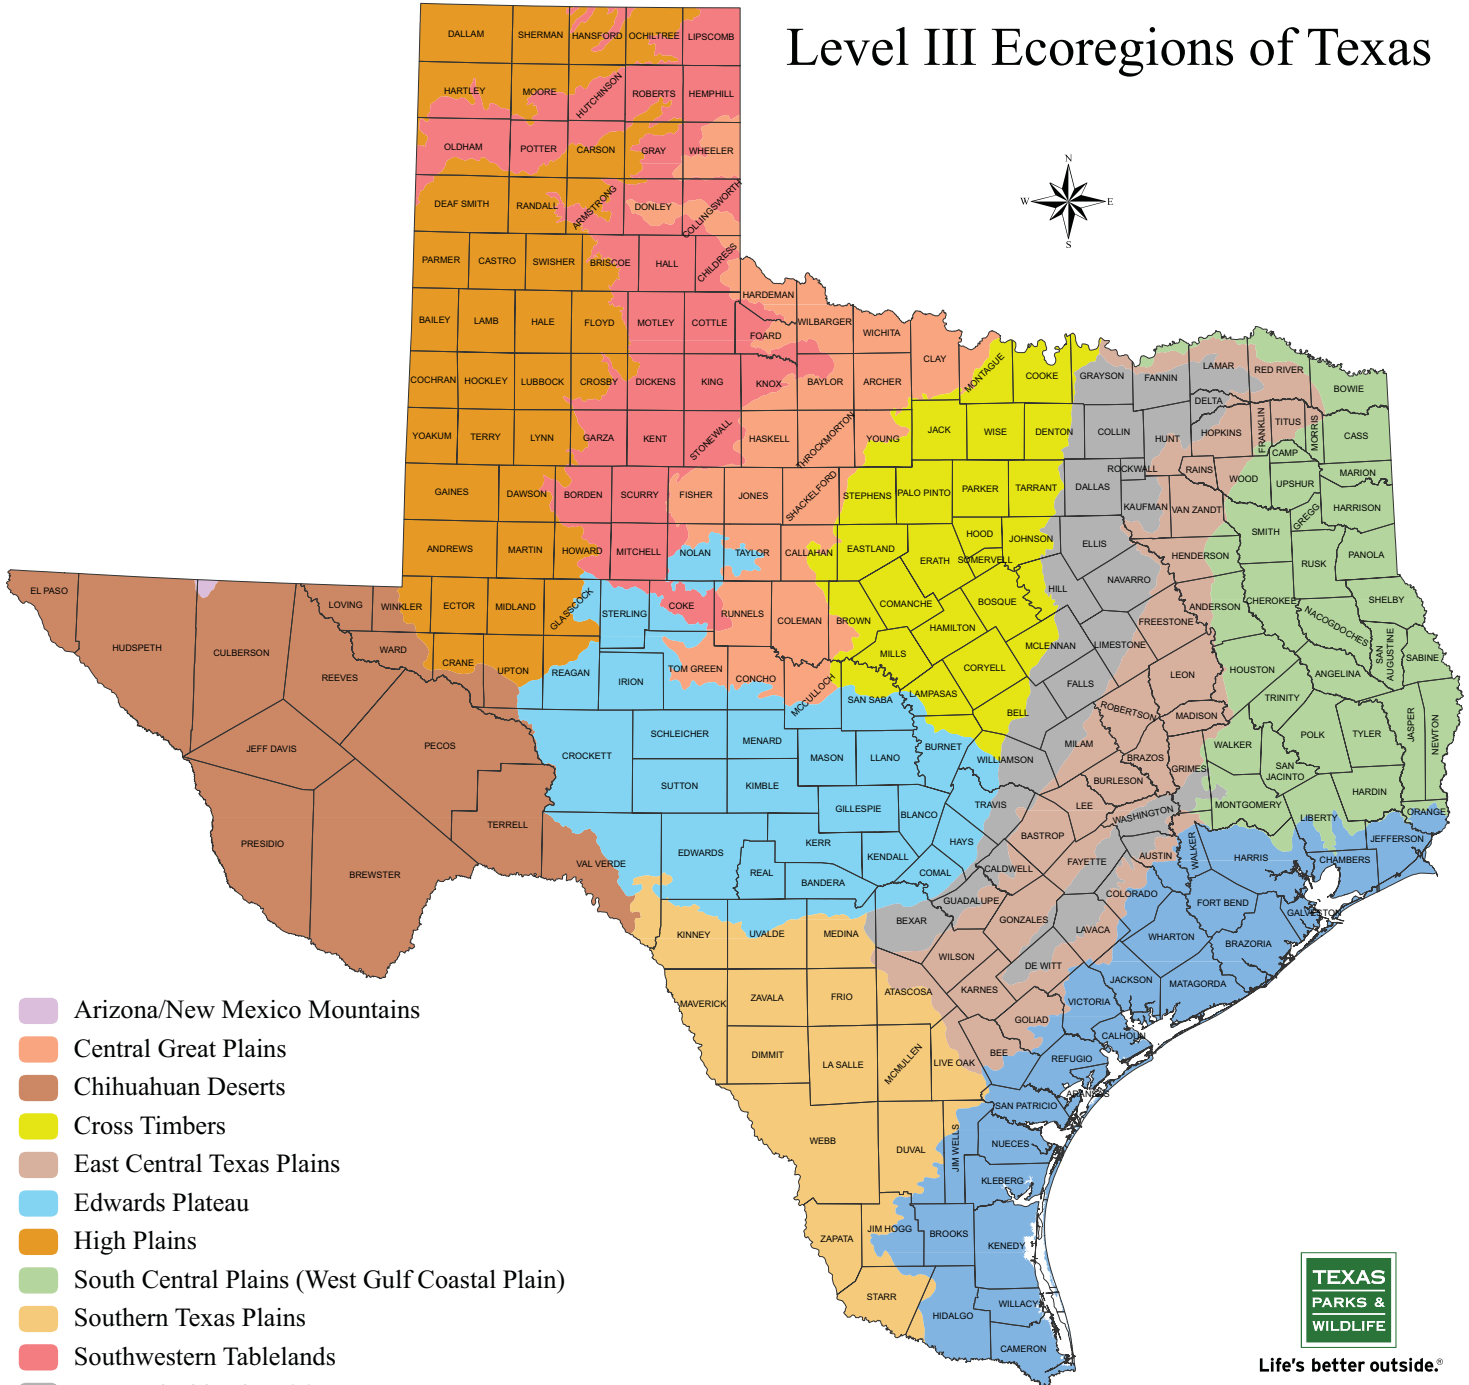 Level III Ecoregions of Texas
DALLAM
SHERMAN
HANSFORD
OCHILTREE
LIPSCOMB
HARTLEY
MOORE
HUTCHINSON
ROBERTS
HEMPHILL
OLDHAM
POTTER
CARSON
GRAY
WHEELER
DEAF SMITH
RANDALL
ARMSTRONG
DONLEY
COLLINGSWORTH
N
W
E
S
PARMER
CASTRO
SWISHER
BRISCOE
HALL
CHILDRESS
HARDEMAN
BAILEY
LAMB
HALE
FLOYD
MOTLEY
COTTLE
FOARD
WILBARGER
WICHITA
CLAY
MONTAGUE
COOKE
GRAYSON
FANNIN
LAMAR
RED RIVER
BOWIE
COCHRAN
HOCKLEY
LUBBOCK
CROSBY
DICKENS
KING
KNOX
BAYLOR
ARCHER
DELTA
YOAKUM
TERRY
LYNN
GARZA
KENT
STONEWALL
HASKELL
THROCKMORTON
YOUNG
JACK
WISE
DENTON
COLLIN
HUNT
HOPKINS
FRANKLIN
TITUS
MORRIS
CASS
CAMP
GAINES
DAWSON
BORDEN
SCURRY
FISHER
JONES
SHACKELFORD
STEPHENS
PALO PINTO
PARKER
TARRANT
DALLAS
ROCKWALL
RAINS
WOOD
UPSHUR
MARION
KAUFMAN
VAN ZANDT
GREGG
HARRISON
ANDREWS
MARTIN
HOWARD
MITCHELL
NOLAN
TAYLOR
CALLAHAN
EASTLAND
ERATH
HOOD
SOMERVELL
JOHNSON
ELLIS
HENDERSON
SMITH
RUSK
PANOLA
EL PASO
HUDSPETH
CULBERSON
LOVING
WINKLER
ECTOR
MIDLAND
GLASSCOCK
STERLING
COKE
RUNNELS
COLEMAN
BROWN
COMANCHE
BOSQUE
HILL
NAVARRO
ANDERSON
CHEROKEE
NACOGDOCHES
SHELBY
REEVES
WARD
CRANE
UPTON
REAGAN
IRION
TOM GREEN
CONCHO
MCCULLOCH
SAN SABA
MILLS
HAMILTON
CORYELL
MCLENNAN
LIMESTONE
FREESTONE
LEON
HOUSTON
ANGELINA
SAN
AUGUSTINE
SABINE
LAMPASAS
BELL
FALLS
ROBERTSON
MADISON
TRINITY
JEFF DAVIS
PECOS
CROCKETT
SCHLEICHER
MENARD
MASON
LLANO
BURNET
WILLIAMSON
MILAM
BRAZOS
GRIMES
WALKER
SAN
JACINTO
POLK
TYLER
JASPER
NEWTON
SUTTON
KIMBLE
GILLESPIE
BLANCO
TRAVIS
LEE
BURLESON
WASHINGTON
MONTGOMERY
LIBERTY
HARDIN
ORANGE
PRESIDIO
BREWSTER
TERRELL
VAL VERDE
EDWARDS
REAL
KERR
BANDERA
KENDALL
HAYS
COMAL
BASTROP
CALDWELL
FAYETTE
AUSTIN
WALKER
HARRIS
CHAMBERS
JEFFERSON
KINNEY
UVALDE
MEDINA
BEXAR
GUADALUPE
GONZALES
LAVACA
COLORADO
WHARTON
FORT BEND
BRAZORIA
GALVESTON
MAVERICK
ZAVALA
FRIO
ATASCOSA
WILSON
KARNES
DE WITT
GOLIAD
VICTORIA
JACKSON
MATAGORDA
CALHOUN
DIMMIT
LA SALLE
MCMULLEN
LIVE OAK
BEE
REFUGIO
ARANSAS
SAN PATRICIO
WEBB
DUVAL
JIM WELLS
NUECES
KLEBERG
ZAPATA
JIM HOGG
BROOKS
KENEDY
STARR
HIDALGO
WILLACY
CAMERON
Arizona/New Mexico Mountains
Central Great Plains
Chihuahuan Deserts
Cross Timbers
East Central Texas Plains
Edwards Plateau
High Plains
South Central Plains (West Gulf Coastal Plain)
Southern Texas Plains
Southwestern Tablelands
TEXAS
PARKS &
WILDLIFE
Life's better outside.®